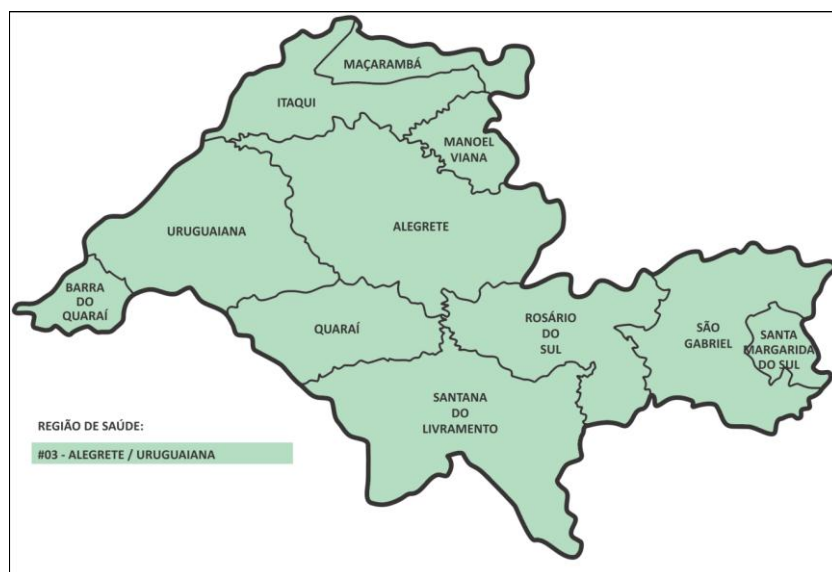 MAÇARAMBÁ
ITAQUI
MANOEL
VIANA
URUGUAIANA
ALEGRETE
BARRA
DO
QUARAÍ
QUARAÍ
ROSÁRIO
DO
SUL
SÃO
GABRIEL
SANTA
MARGARIDA
DO SUL
SANTANA
DO
LIVRAMENTO
REGIÃO DE SAÚDE:
#03 - ALEGRETE / URUGUAIANA